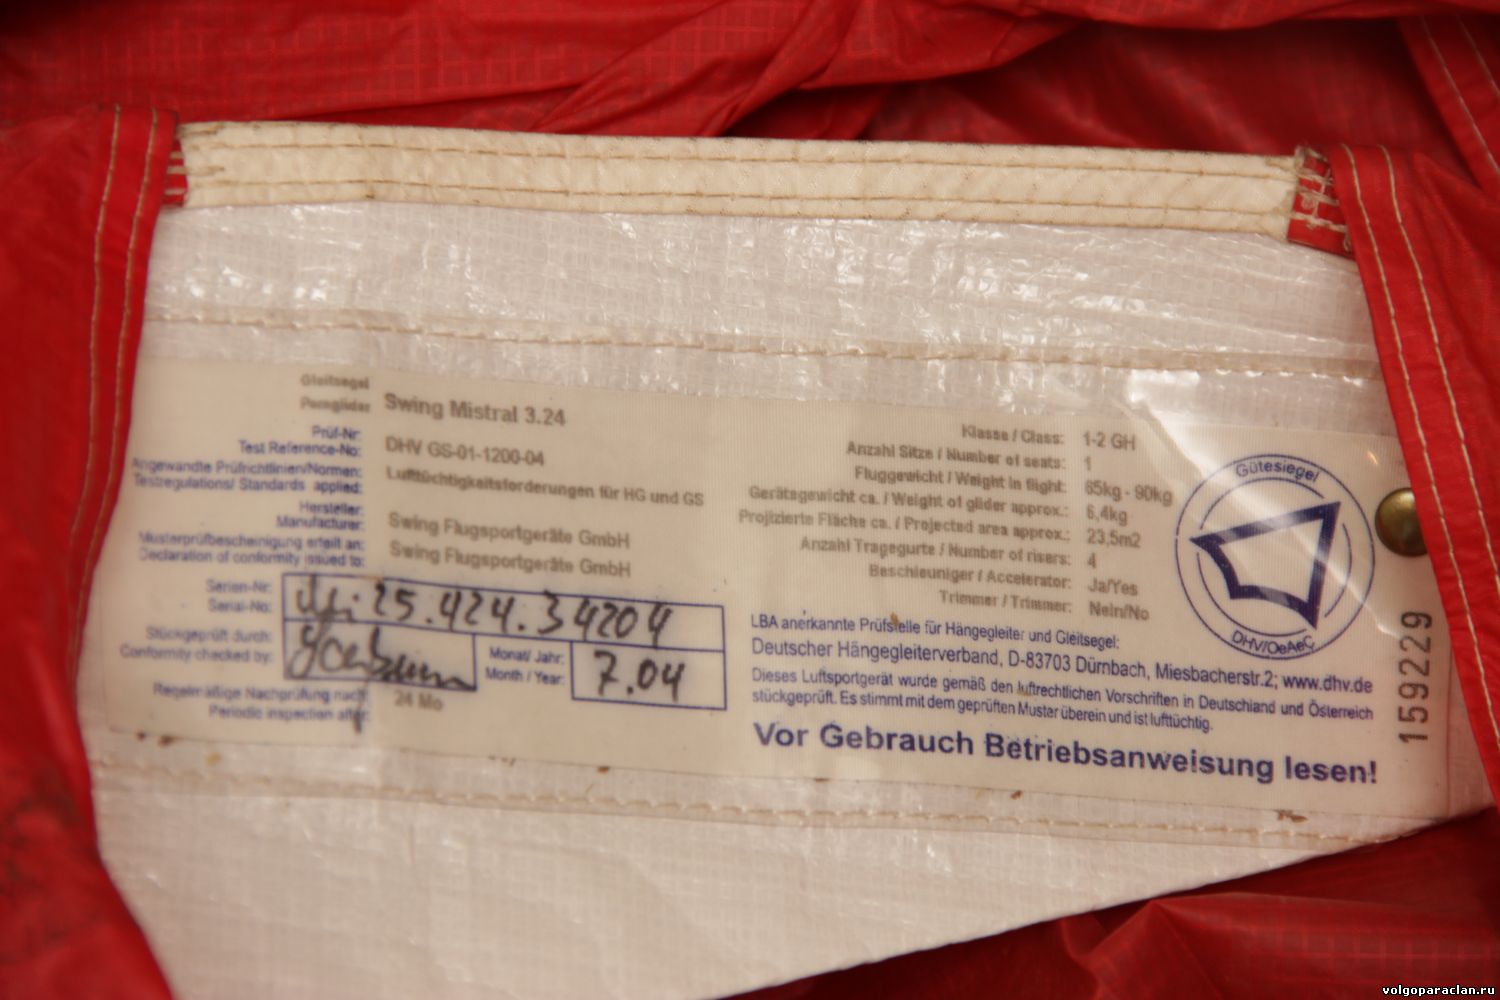 Gleitsegel
Paraglider Swing Mistral 3.24
Prüf-Nr:
Test Reference-No: DHV GS-01-1200-04
Angewandte Prüfrichtlinien/Normen: Lufttüchtigkeitsforderungen für HG und GS
Testregulations/ Standards applied:
Hersteller: Swing Flugsportgeräte GmbH
Manufacturer:
Musterprüfbescheinigung erteilt an: Swing Flugsportgeräte GmbH
Declaration of conformity issued to:
Serien-Nr:
Serial-No: 25.424.34204
Stückgeprüft durch:
Conformity checked by:
Monat/ Jahr:
Month / Year: 7.04
Regelmäßige Nachprüfung nach: 24 Mo
Periodic inspection after:
Klasse / Class: 1-2 GH
Anzahl Sitze / Number of seats: 1
Fluggewicht / Weight in flight: 65kg - 90kg
Gerätegewicht ca. / Weight of glider approx.: 6,4kg
Projizierte Fläche ca. / Projected area approx.: 23,5m2
Anzahl Tragegurte / Number of risers: 4
Beschleuniger / Accelerator: Ja/Yes
Trimmer / Trimmer: Nein/No
LBA anerkannte Prüfstelle für Hängegleiter und Gleitsegel:
Deutscher Hängegleiterverband, D-83703 Dürnbach, Miesbacherstr.2; www.dhv.de
Dieses Luftsportgerät wurde gemäß den luftrechtlichen Vorschriften in Deutschland und Österreich
stückgeprüft. Es stimmt mit dem geprüften Muster überein und ist lufttüchtig.
Vor Gebrauch Betriebsanweisung lesen!
Gütesiegel
DHV/OeAeC
159229
volgoparaclan.ru